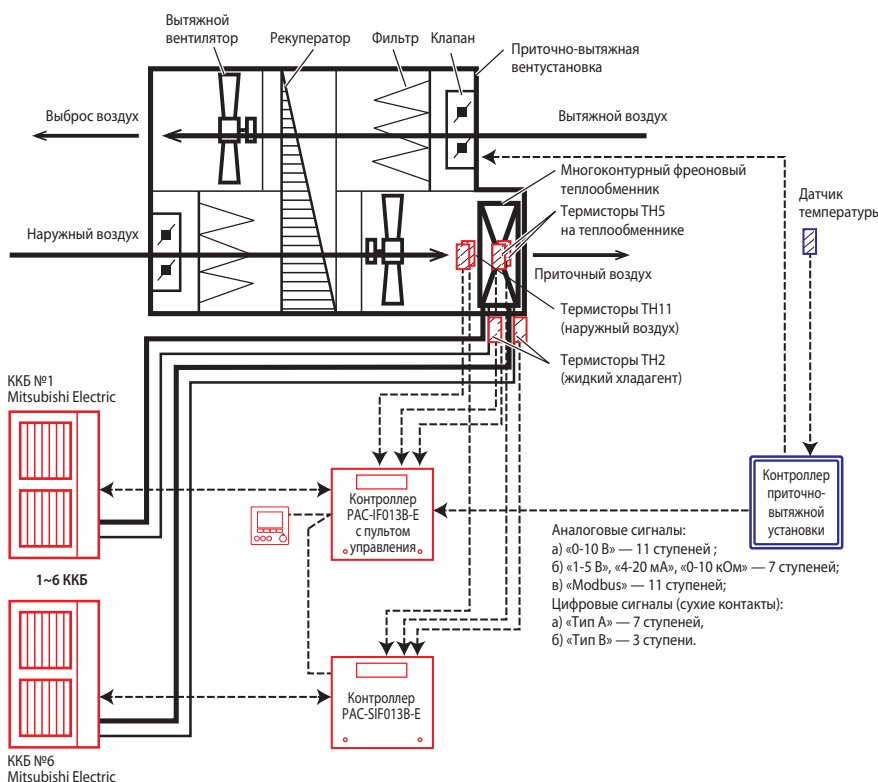 Вытяжной
вентилятор
Рекуператор
Фильтр
Клапан
Приточно-вытяжная
вентустановка
Выброс воздуха
Вытяжной воздух
Многоконтурный фреоновый
теплообменник
Термисторы TH5
на теплообменнике
Датчик
температуры
Наружный воздух
Приточный воздух
Термисторы TH11
(наружный воздух)
Термисторы TH2
(жидкий хладагент)
ККБ №1
Mitsubishi Electric
Контроллер
PAC-IF013B-E
с пультом
управления
Контроллер
приточно-
вытяжной
установки
Аналоговые сигналы:
а) «0-10 В» — 11 ступеней ;
б) «1-5 В», «4-20 мА», «0-10 кОм» — 7 ступеней;
в) «Modbus» — 11 ступеней;
Цифровые сигналы (сухие контакты):
а) «Тип А» — 7 ступеней,
б) «Тип В» — 3 ступени.
1~6 ККБ
Контроллер
PAC-SIF013B-E
ККБ №6
Mitsubishi Electric